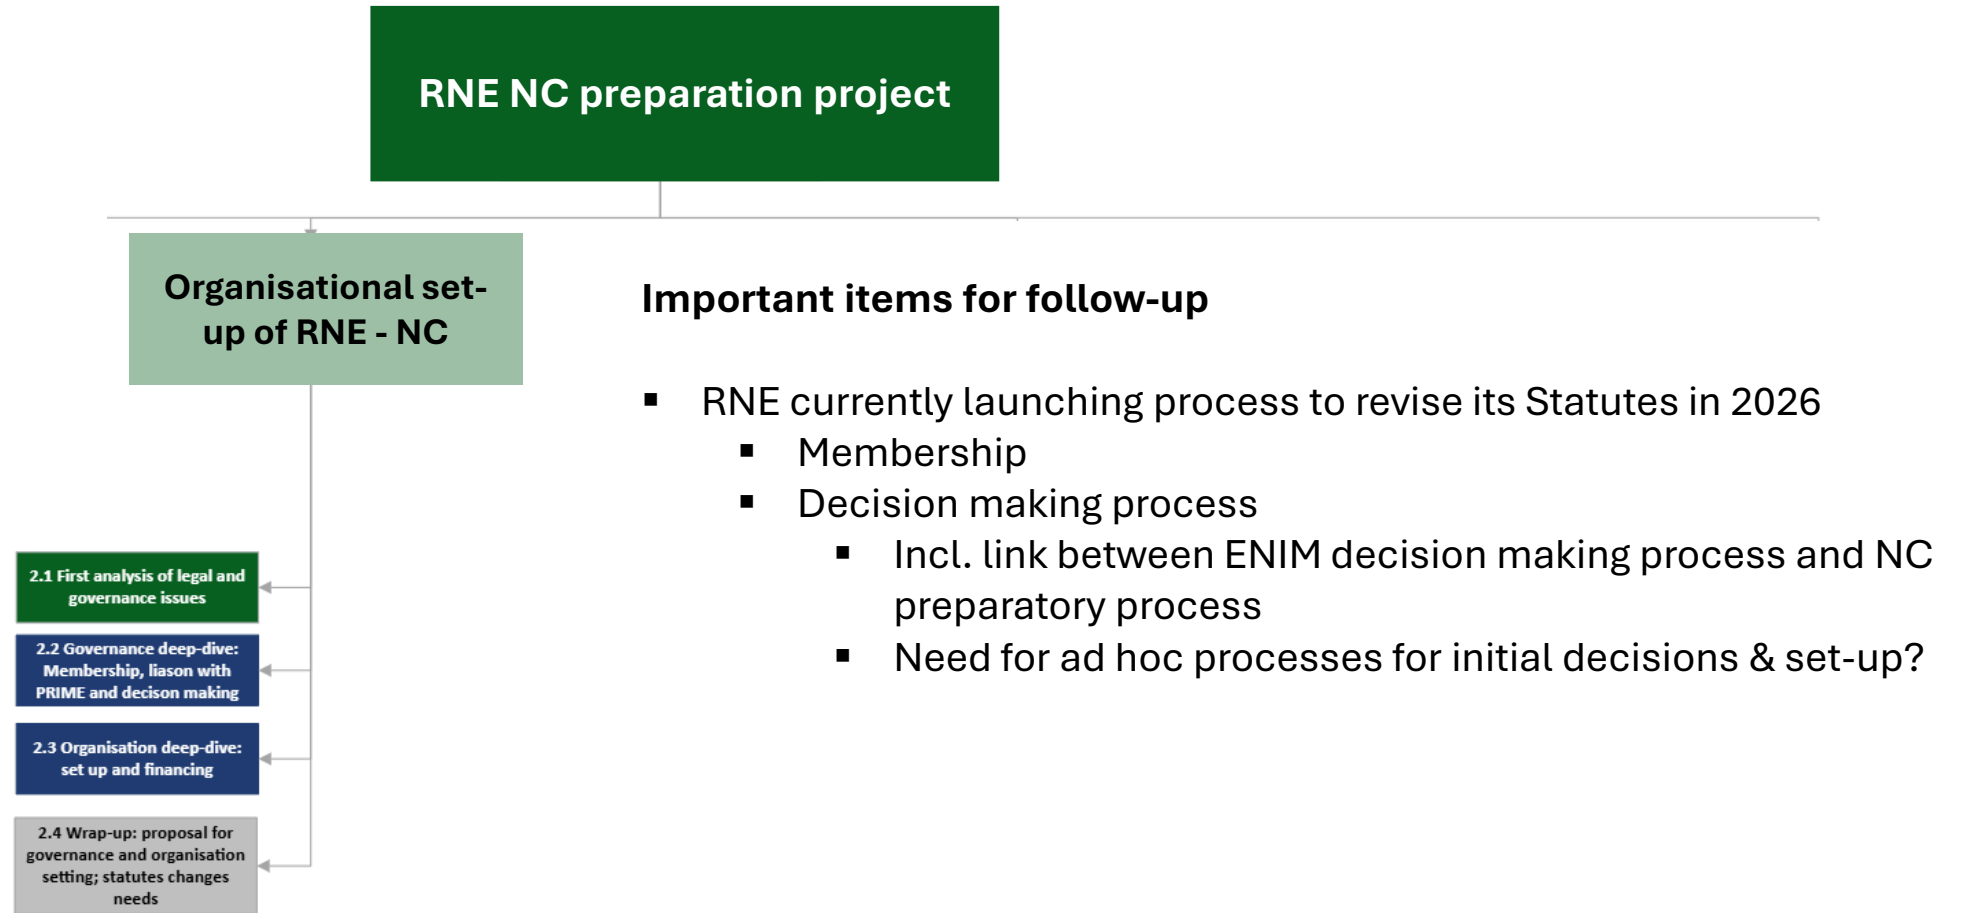 RNE NC preparation project
Organisational set-
up of RNE - NC
Important items for follow-up
▪ RNE currently launching process to revise its Statutes in 2026
▪ Membership
▪ Decision making process
▪ Incl. link between ENIM decision making process and NC
preparatory process
▪ Need for ad hoc processes for initial decisions & set-up?
2.1 First analysis of legal and
governance issues
2.2 Governance deep-dive:
Membership, liason with
PRIME and decison making
2.3 Organisation deep-dive:
set up and financing
2.4 Wrap-up: proposal for
governance and organisation
setting; statutes changes
needs